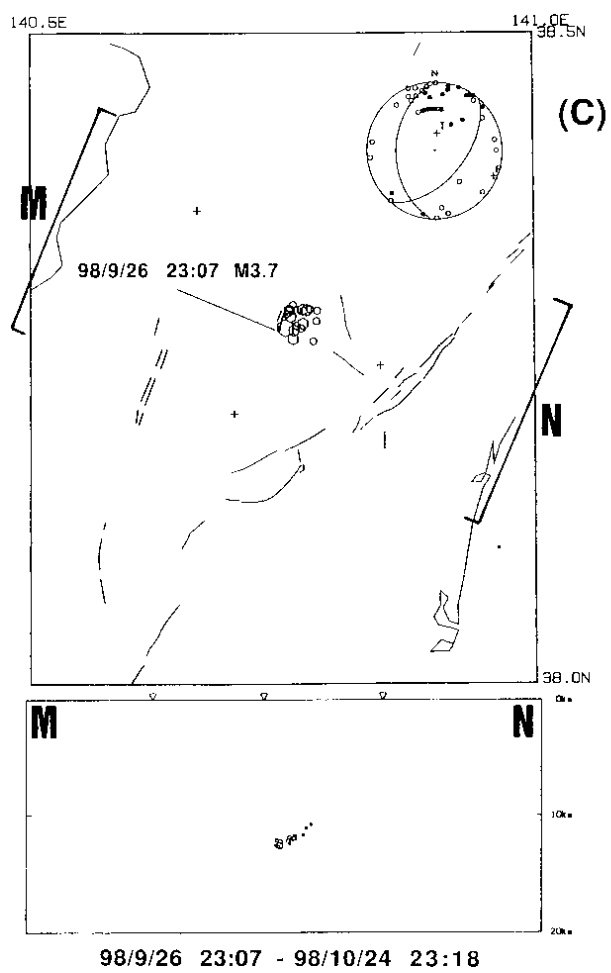 140.5E 141.0E
38.5N
N
T
(C)
M
98/9/26 23:07 M3.7
N
38.0N
M N
0km
10km
20km
98/9/26 23:07 - 98/10/24 23:18